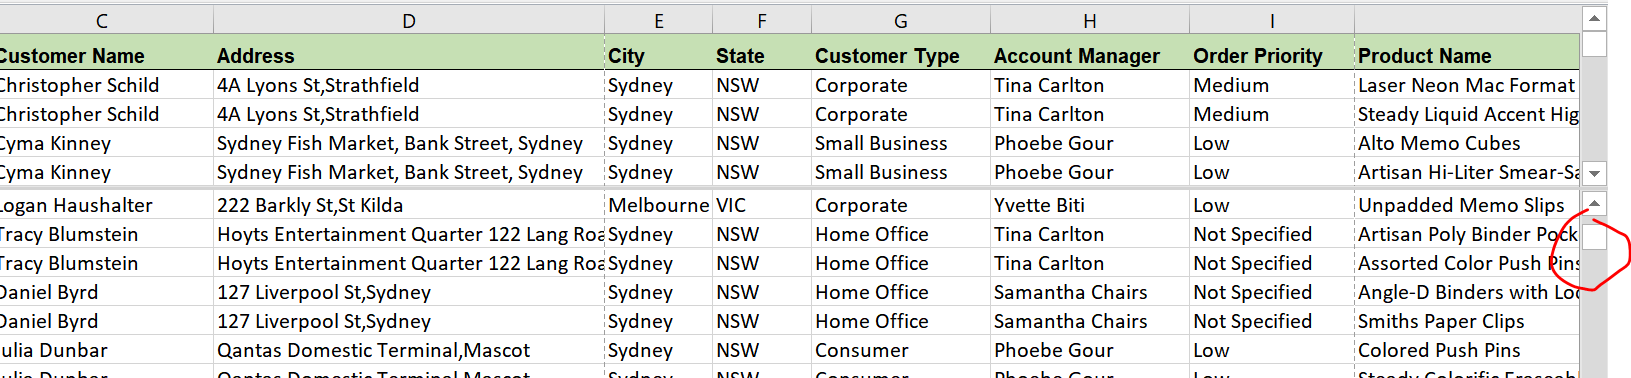 C D E F G H I
Customer Name Address City State Customer Type Account Manager Order Priority Product Name
Christopher Schild 4A Lyons St,Strathfield Sydney NSW Corporate Tina Carlton Medium Laser Neon Mac Format
Christopher Schild 4A Lyons St,Strathfield Sydney NSW Corporate Tina Carlton Medium Steady Liquid Accent Hig
Cyma Kinney Sydney Fish Market, Bank Street, Sydney Sydney NSW Small Business Phoebe Gour Low Alto Memo Cubes
Cyma Kinney Sydney Fish Market, Bank Street, Sydney Sydney NSW Small Business Phoebe Gour Low Artisan Hi-Liter Smear-Sa
Logan Haushalter 222 Barkly St,St Kilda Melbourne VIC Corporate Yvette Biti Low Unpadded Memo Slips
Tracy Blumstein Hoyts Entertainment Quarter 122 Lang Roa Sydney NSW Home Office Tina Carlton Not Specified Artisan Poly Binder Pock
Tracy Blumstein Hoyts Entertainment Quarter 122 Lang Roa Sydney NSW Home Office Tina Carlton Not Specified Assorted Color Push Pins
Daniel Byrd 127 Liverpool St,Sydney Sydney NSW Home Office Samantha Chairs Not Specified Angle-D Binders with Loc
Daniel Byrd 127 Liverpool St,Sydney Sydney NSW Home Office Samantha Chairs Not Specified Smiths Paper Clips
ulia Dunbar Qantas Domestic Terminal,Mascot Sydney NSW Consumer Phoebe Gour Low Colored Push Pins